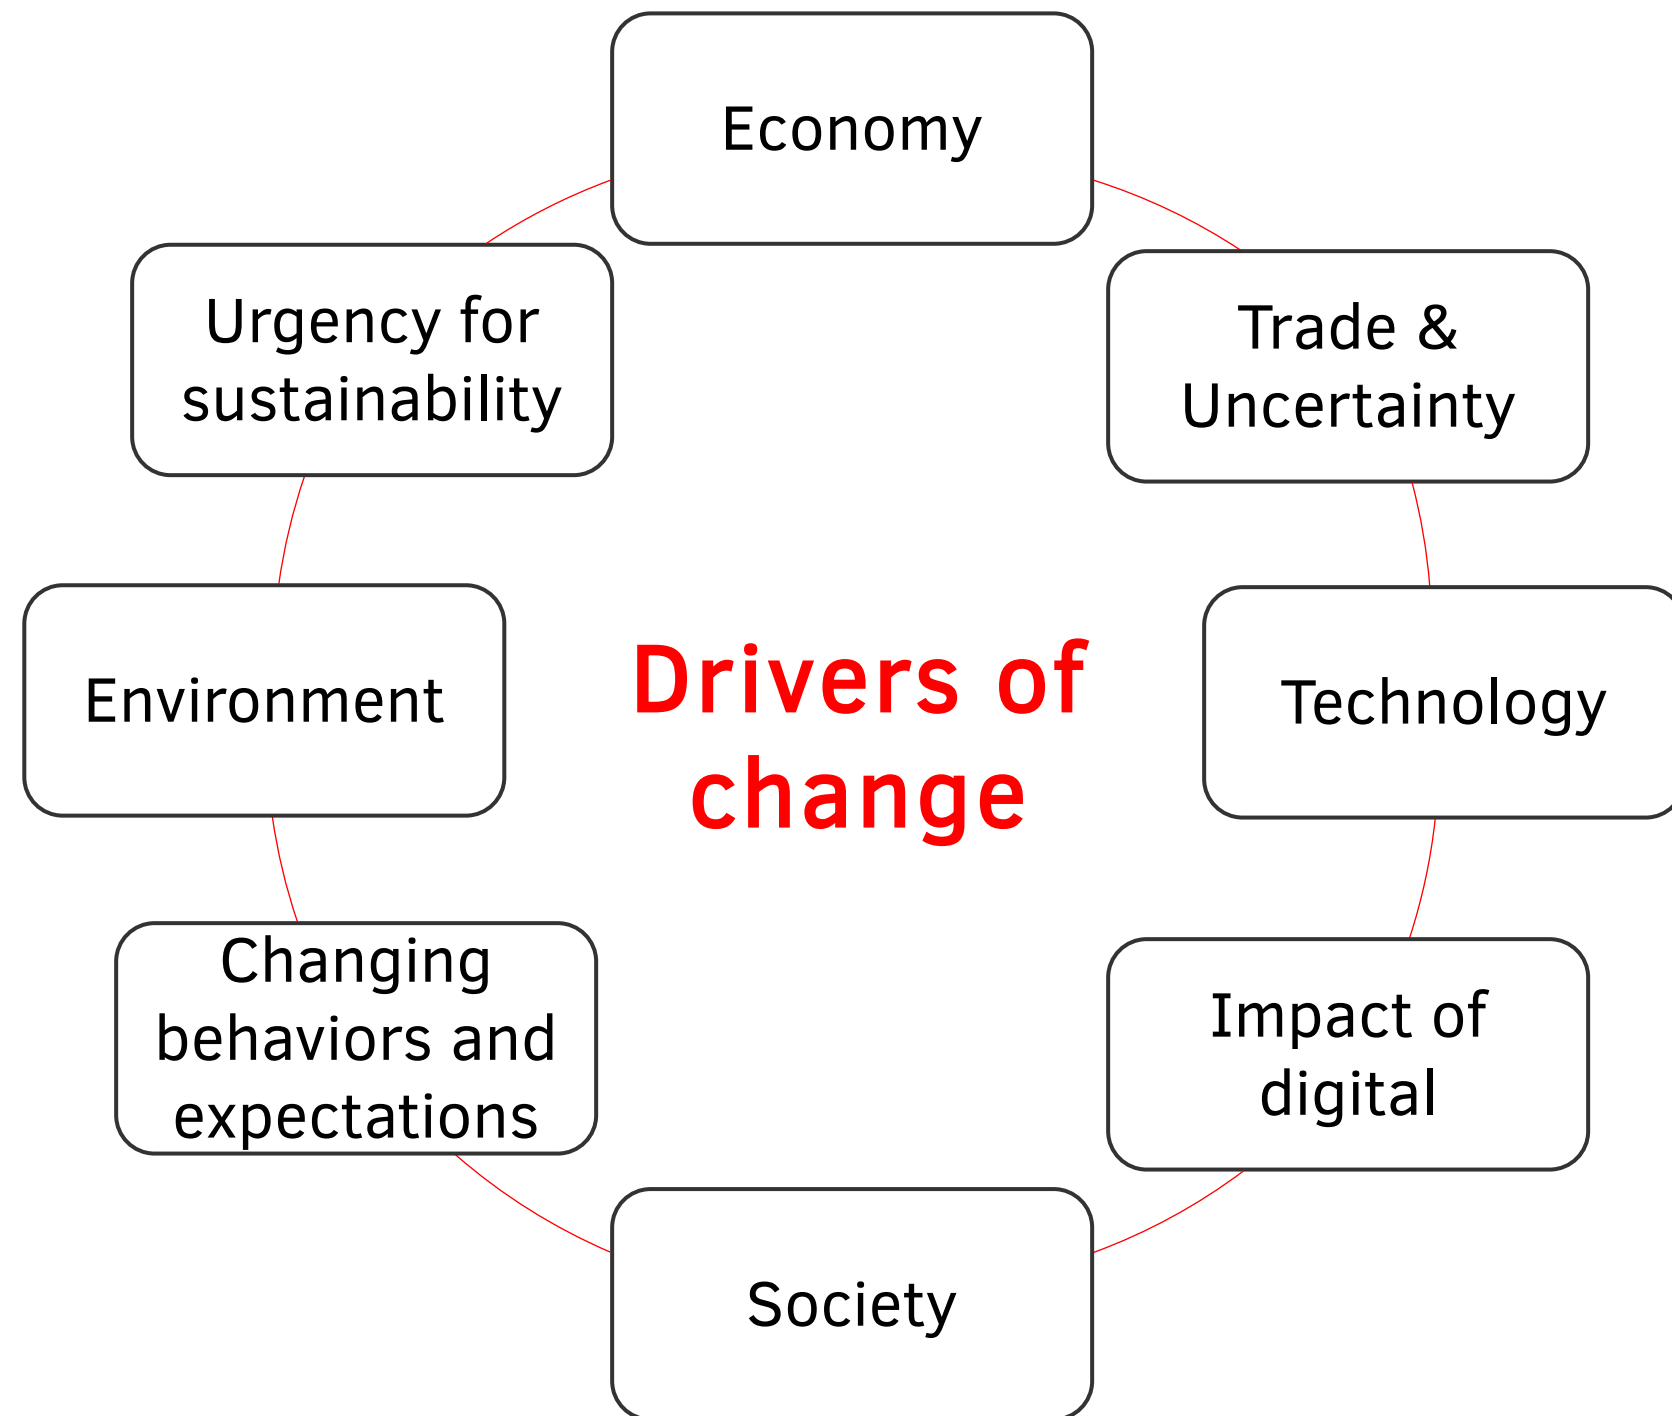 Economy
Trade &
Uncertainty
Technology
Impact of
digital
Society
Changing
behaviors and
expectations
Environment
Urgency for
sustainability
Drivers of
change